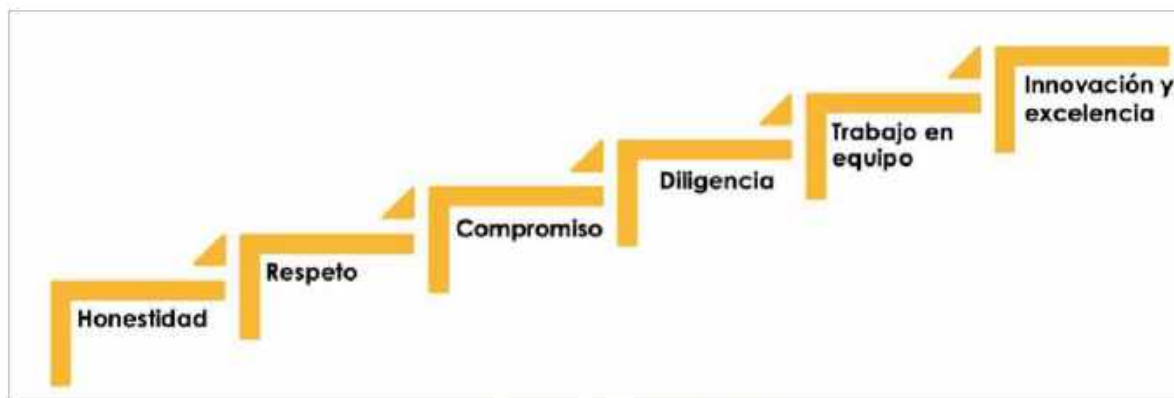 Honestidad
Respeto
Compromiso
Diligencia
Trabajo en
equipo
Innovación y
excelencia